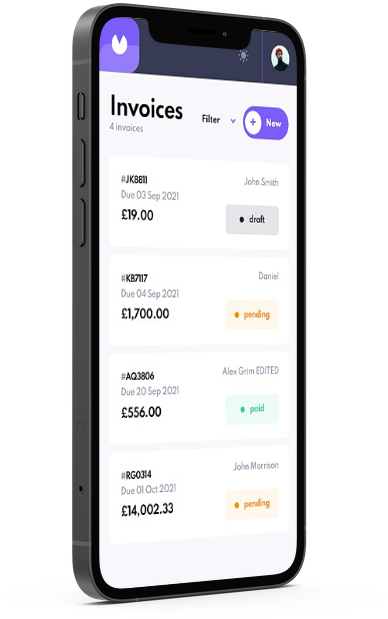 Invoices
4 invoices
Filter
+ New
#JK8811
John Smith
Due 03 Sep 2021
£19.00
draft
#KB7117
Daniel
Due 04 Sep 2021
£1,700.00
pending
#AQ3806
Alex Grim EDITED
Due 20 Sep 2021
£556.00
paid
#RG0314
John Morrison
Due 01 Oct 2021
£14,002.33
pending